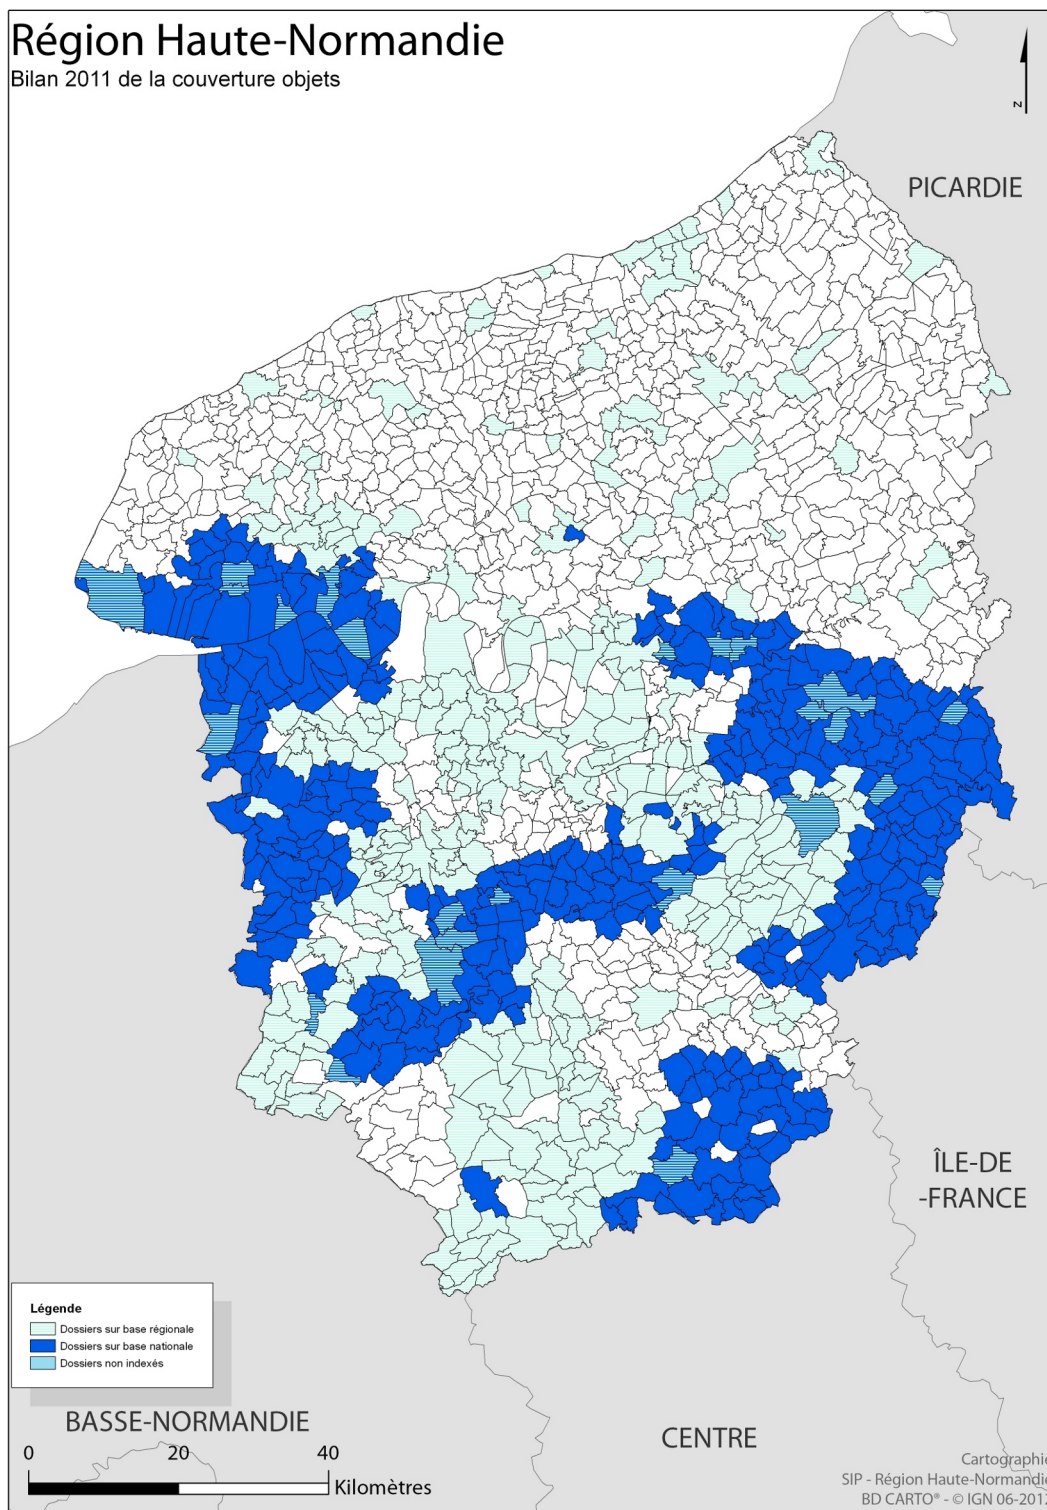 Région Haute-Normandie
Bilan 2011 de la couverture objets
N
PICARDIE
ÎLE-DE
-FRANCE
Légende
Dossiers sur base régionale
Dossiers sur base nationale
Dossiers non indexés
BASSE-NORMANDIE
CENTRE
0 20 40
Kilomètres
Cartographie
SIP - Région Haute-Normandie
BD CARTO® - © IGN 06-2012